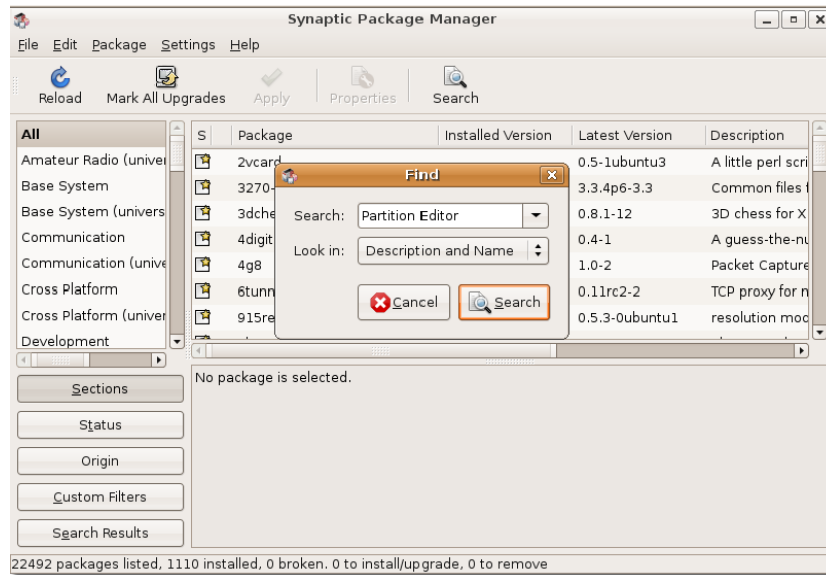 Synaptic Package Manager
File Edit Package Settings Help
Reload Mark All Upgrades Apply Properties Search
All
Amateur Radio (univer
Base System
Base System (univers
Communication
Communication (unive
Cross Platform
Cross Platform (univer
Development
S Package Installed Version Latest Version Description
2vcard 0.5-1ubuntu3 A little perl scri
3270- 3.3.4p6-3.3 Common files f
3dche 0.8.1-12 3D chess for X
4digit 0.4-1 A guess-the-nu
4g8 1.0-2 Packet Capture
6tunn 0.11rc2-2 TCP proxy for n
915re 0.5.3-0ubuntu1 resolution mod
Find
Search: Partition Editor
Look in: Description and Name
Cancel Search
No package is selected.
Sections
Status
Origin
Custom Filters
Search Results
22492 packages listed, 1110 installed, 0 broken. 0 to install/upgrade, 0 to remove